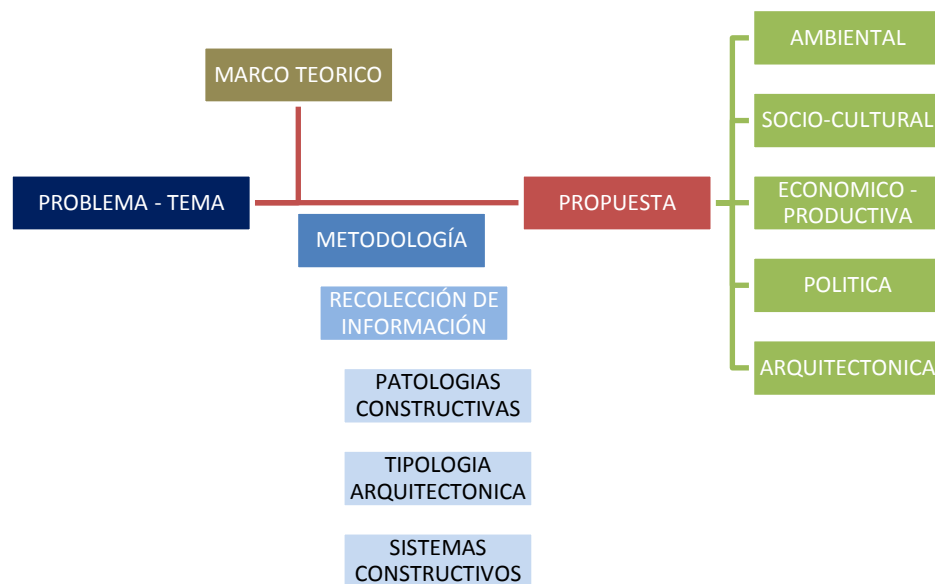 AMBIENTAL
MARCO TEORICO
SOCIO-CULTURAL
PROBLEMA - TEMA
PROPUESTA
ECONOMICO -
PRODUCTIVA
METODOLOGÍA
RECOLECCIÓN DE
INFORMACIÓN
POLITICA
ARQUITECTONICA
PATOLOGIAS
CONSTRUCTIVAS
TIPOLOGIA
ARQUITECTONICA
SISTEMAS
CONSTRUCTIVOS